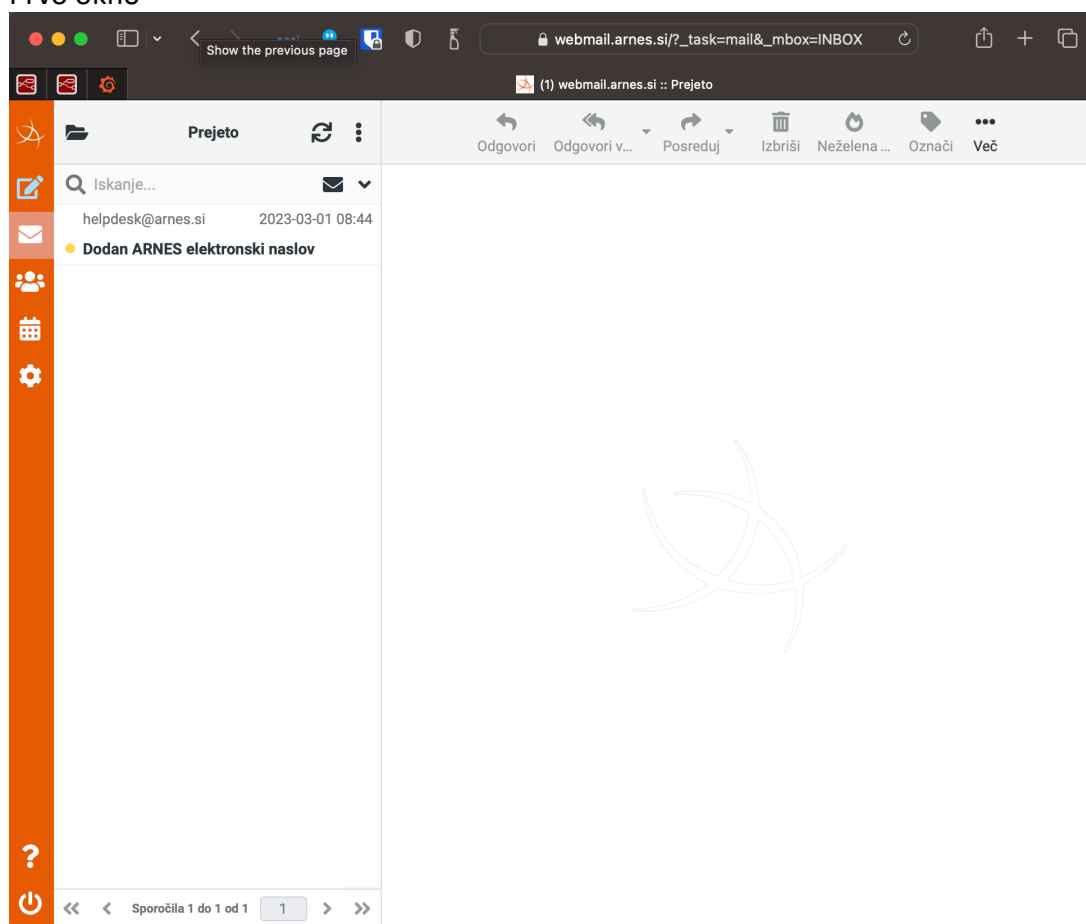 Prvo okno
Show the previous page
webmail.arnes.si/?_task=mail&_mbox=INBOX
(1) webmail.arnes.si :: Prejeto
Prejeto
Odgovori Odgovori v... Posreduj Izbriši Neželena ... Označi Več
Iskanje...
helpdesk@arnes.si 2023-03-01 08:44
Dodan ARNES elektronski naslov
Sporočila 1 do 1 od 1 1